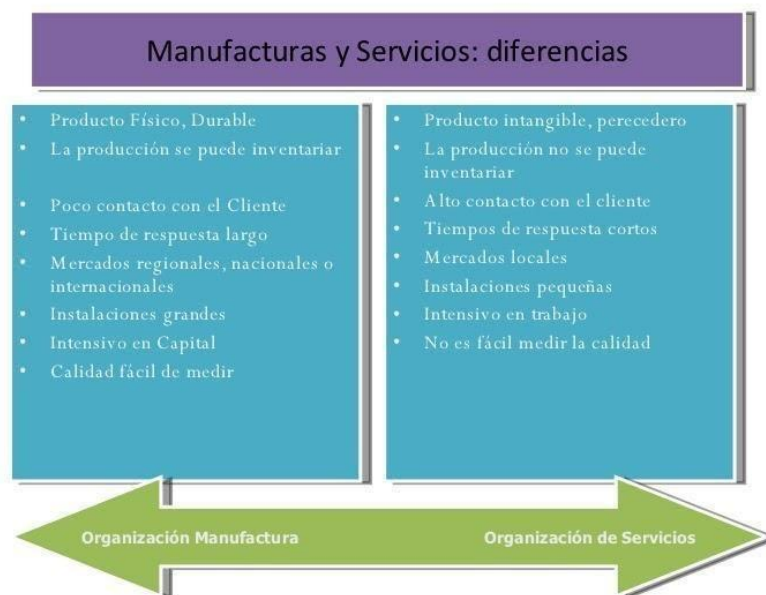 Manufacturas y Servicios: diferencias
• Producto Físico, Durable
• La producción se puede inventariar
• Poco contacto con el Cliente
• Tiempo de respuesta largo
• Mercados regionales, nacionales o
internacionales
• Instalaciones grandes
• Intensivo en Capital
• Calidad fácil de medir
• Producto intangible, perecedero
• La producción no se puede
inventariar
• Alto contacto con el cliente
• Tiempos de respuesta cortos
• Mercados locales
• Instalaciones pequeñas
• Intensivo en trabajo
• No es fácil medir la calidad
Organización Manufactura
Organización de Servicios